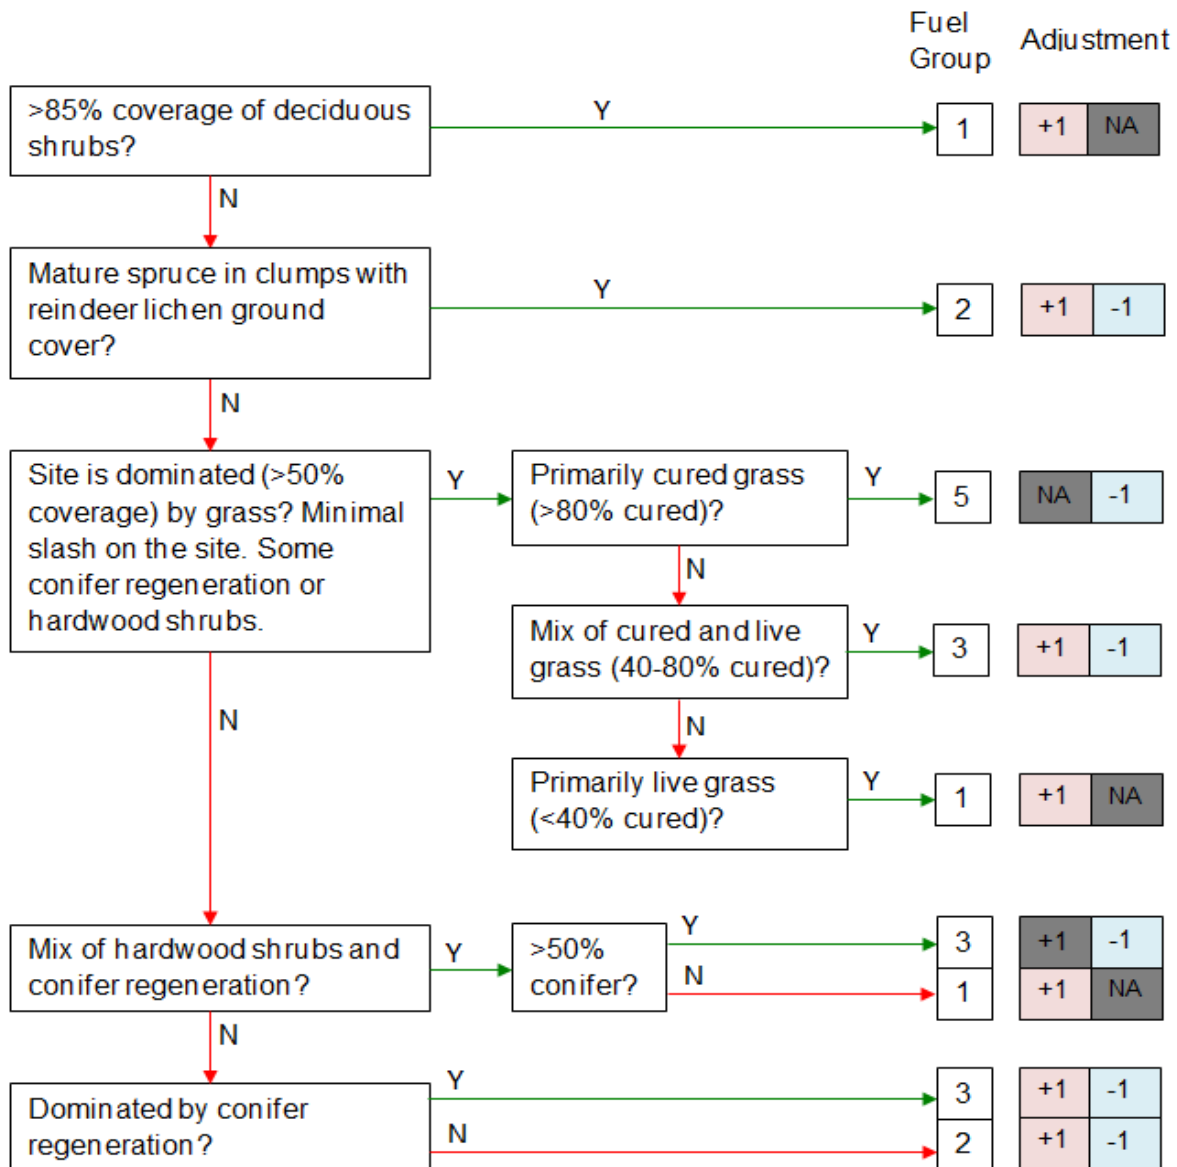 Fuel
Group
Adjustment
>85% coverage of deciduous
shrubs?
Y
1
+1
NA
N
Mature spruce in clumps with
reindeer lichen ground
cover?
Y
2
+1
-1
N
Site is dominated (>50%
coverage) by grass? Minimal
slash on the site. Some
conifer regeneration or
hardwood shrubs.
Y
Primarily cured grass
(>80% cured)?
Y
5
NA
-1
N
Mix of cured and live
grass (40-80% cured)?
Y
3
+1
-1
N
N
Primarily live grass
(<40% cured)?
Y
1
+1
NA
Mix of hardwood shrubs and
conifer regeneration?
Y
>50%
conifer?
Y
3
+1
-1
N
1
+1
NA
N
Dominated by conifer
regeneration?
Y
3
+1
-1
N
2
+1
-1